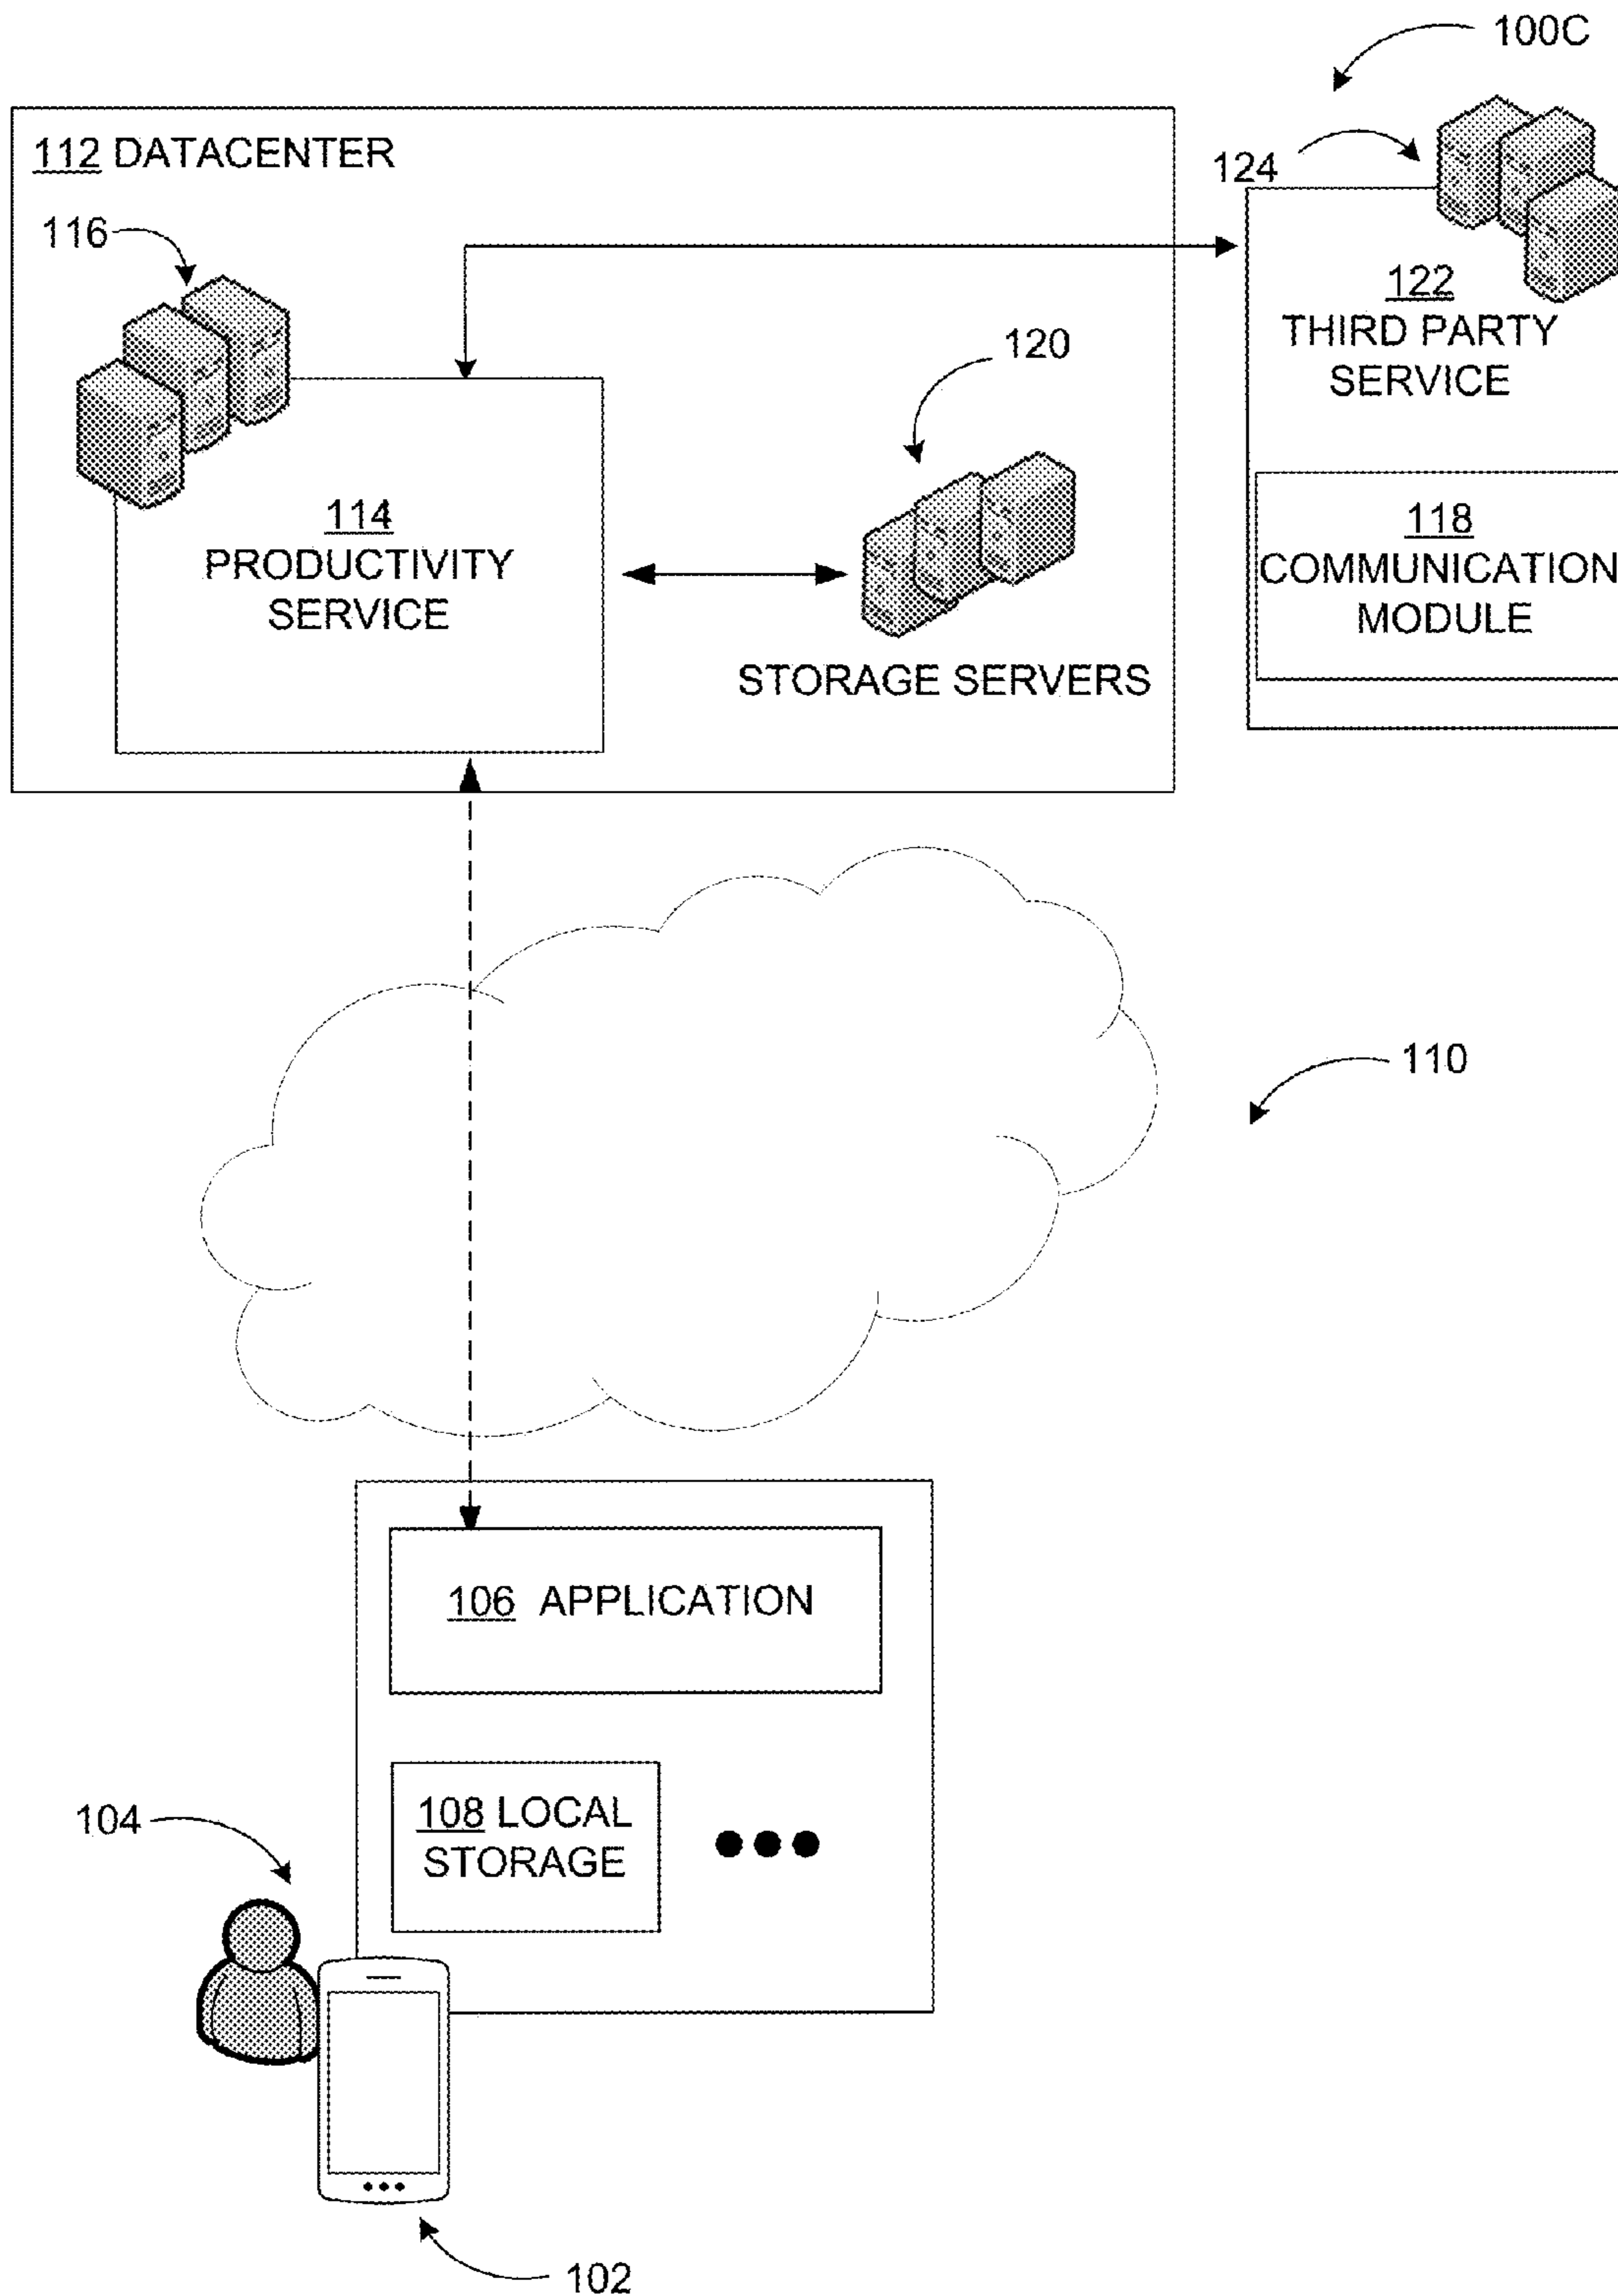 100C
112 DATACENTER
124
116
122
THIRD PARTY
SERVICE
120
114
PRODUCTIVITY
SERVICE
118
COMMUNICATION
MODULE
STORAGE SERVERS
110
106 APPLICATION
108 LOCAL
STORAGE
104
102